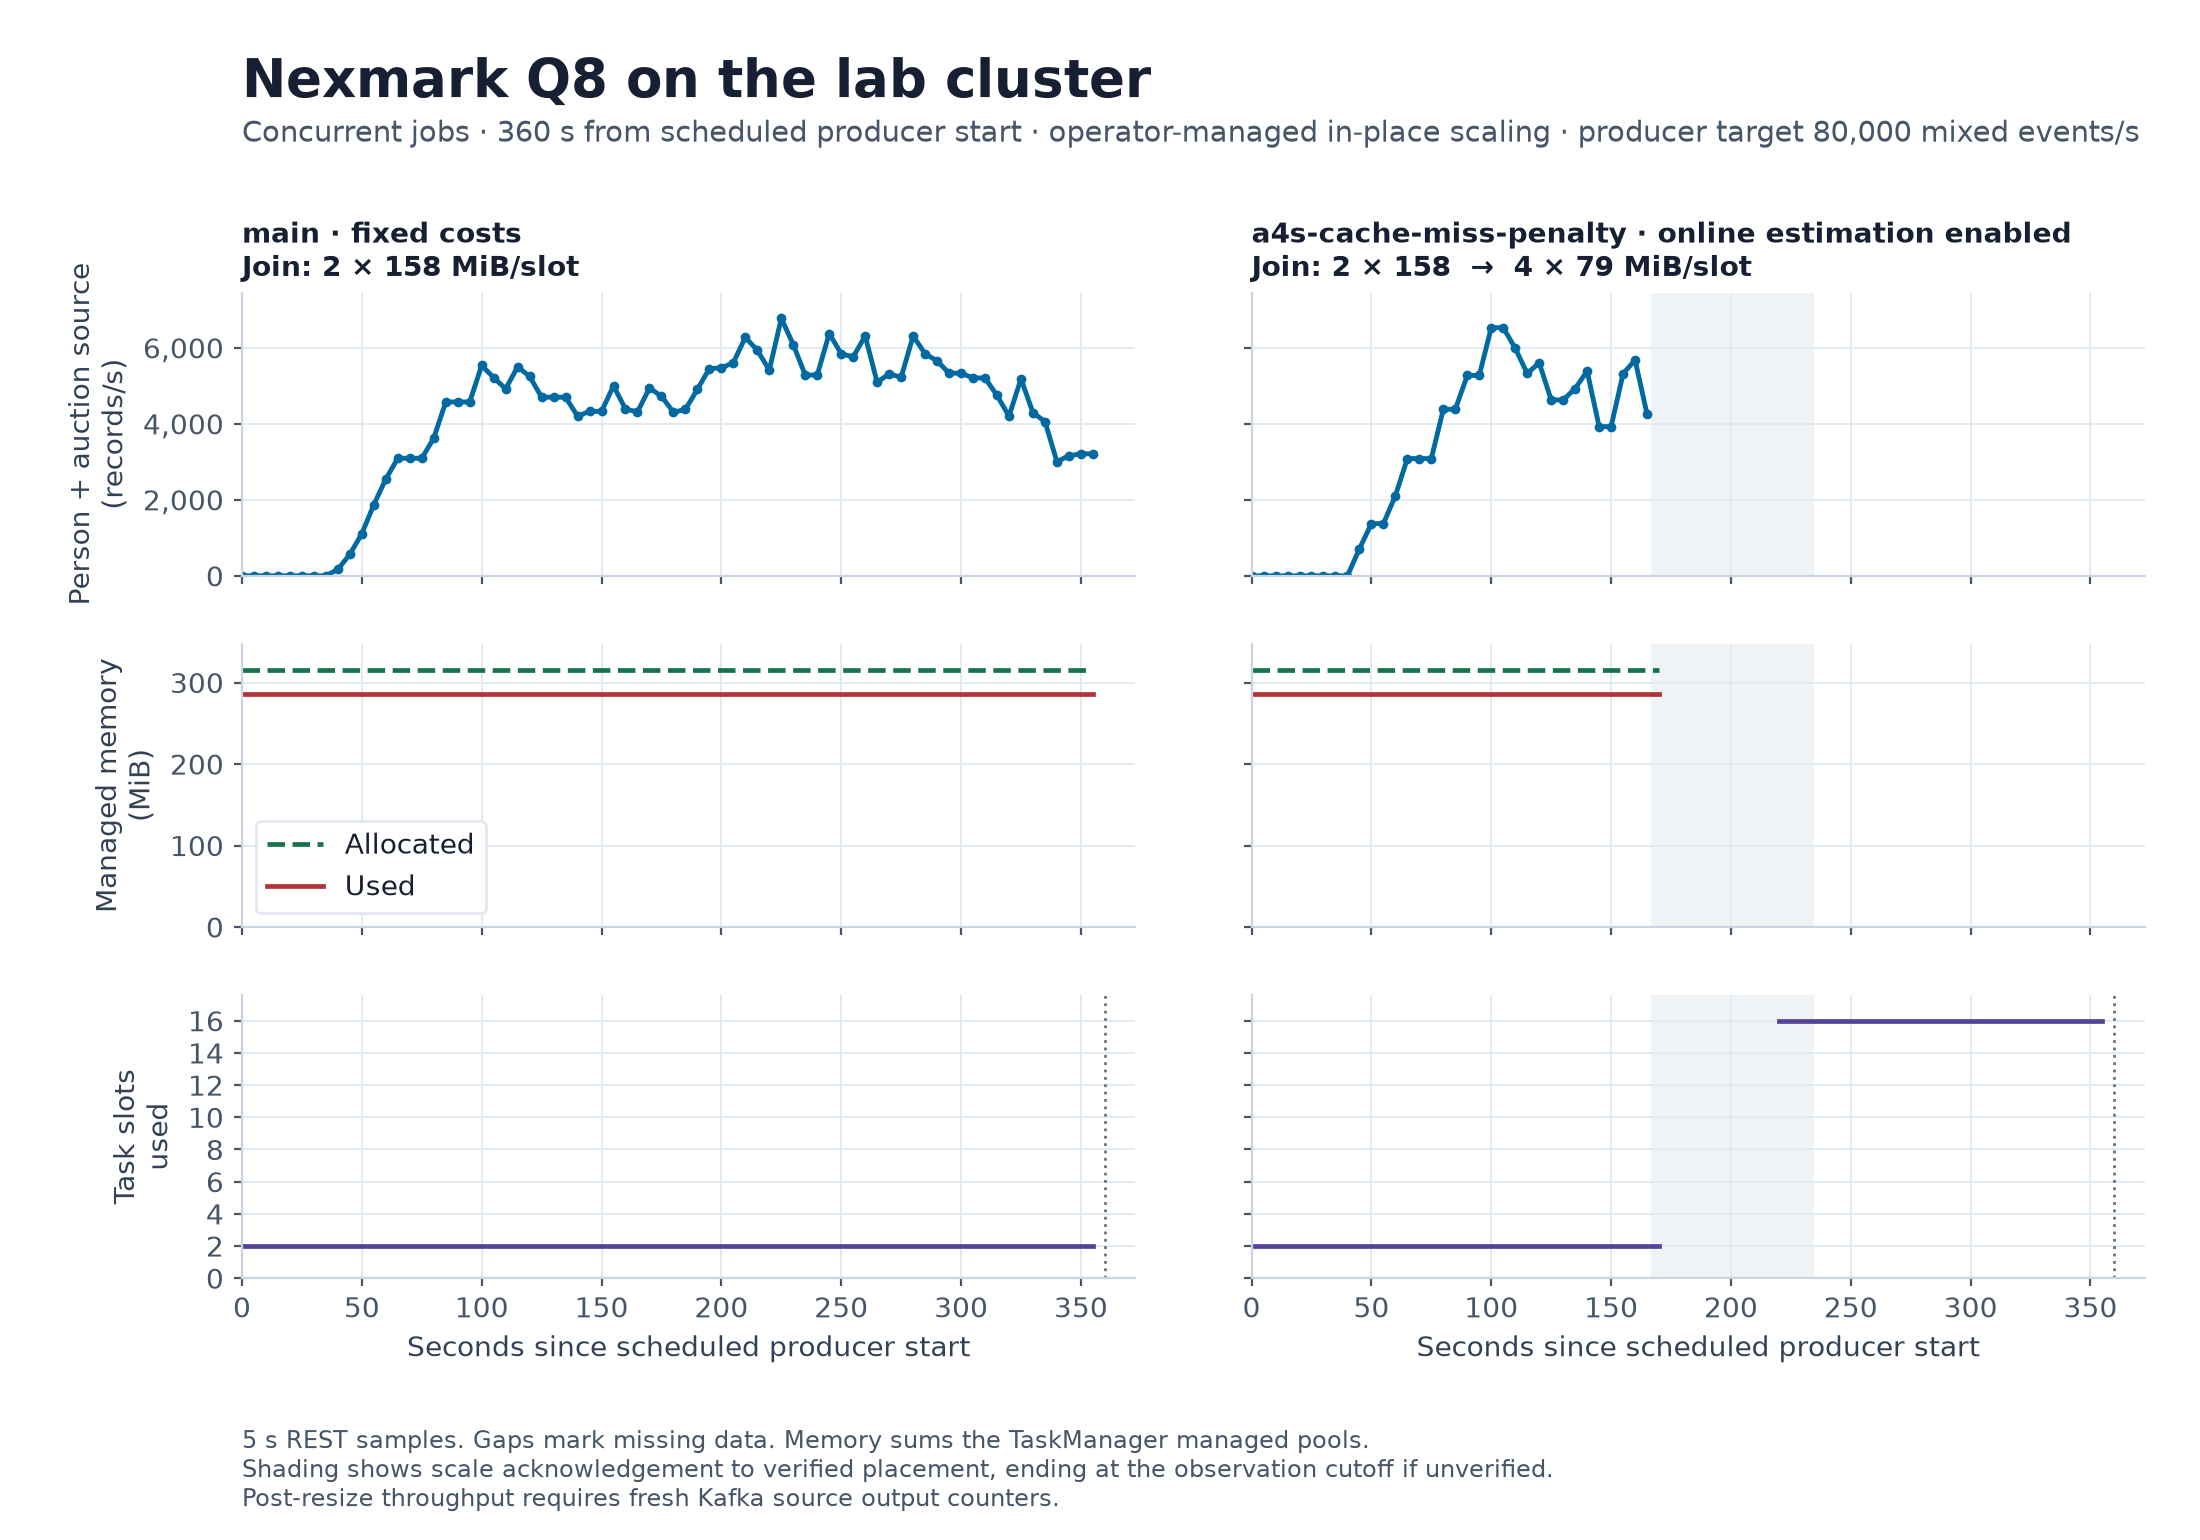 Nexmark Q8 on the lab cluster
Concurrent jobs · 360 s from scheduled producer start · operator-managed in-place scaling · producer target 80,000 mixed events/s
main · fixed costs
Join: 2 × 158 MiB/slot
a4s-cache-miss-penalty · online estimation enabled
Join: 2 × 158 → 4 × 79 MiB/slot
Person + auction source
(records/s)
6,000
4,000
2,000
0
Managed memory
(MiB)
300
200
100
0
Allocated
Used
Task slots
used
16
14
12
10
8
6
4
2
0
0 50 100 150 200 250 300 350
Seconds since scheduled producer start
0 50 100 150 200 250 300 350
Seconds since scheduled producer start
5 s REST samples. Gaps mark missing data. Memory sums the TaskManager managed pools.
Shading shows scale acknowledgement to verified placement, ending at the observation cutoff if unverified.
Post-resize throughput requires fresh Kafka source output counters.